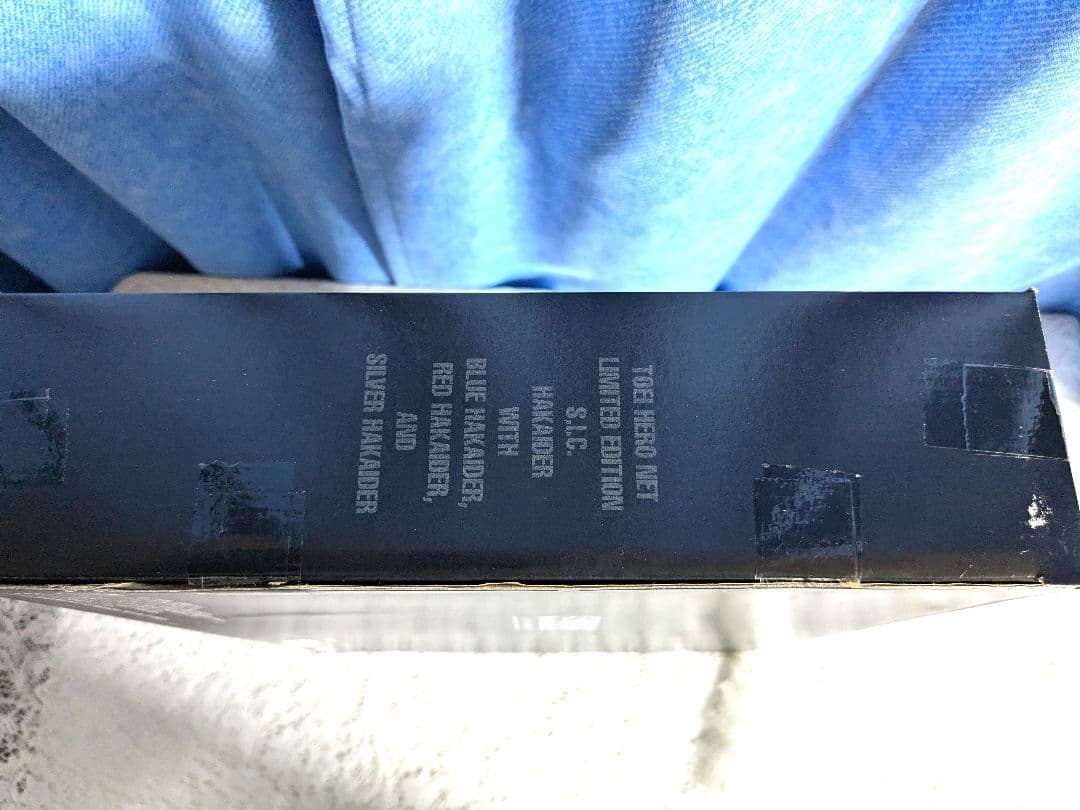 TOEI HERO NET
LIMITED EDITION
S.I.C.
HAKAIDER
WITH
BLUE HAKAIDER,
RED HAKAIDER,
AND
SILVER HAKAIDER